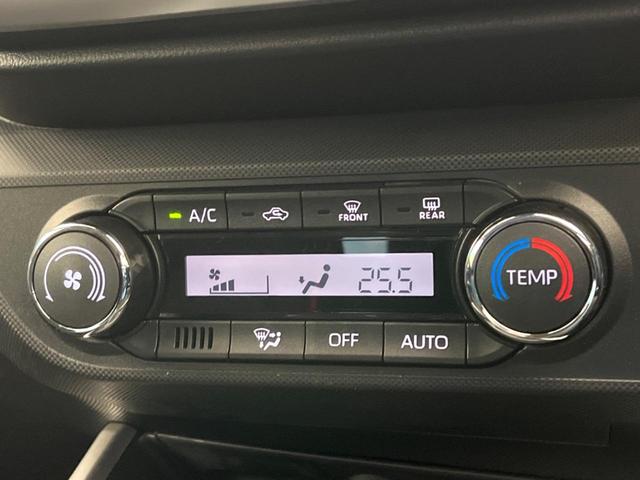 A/C FRONT REAR
25.5 TEMP
OFF AUTO